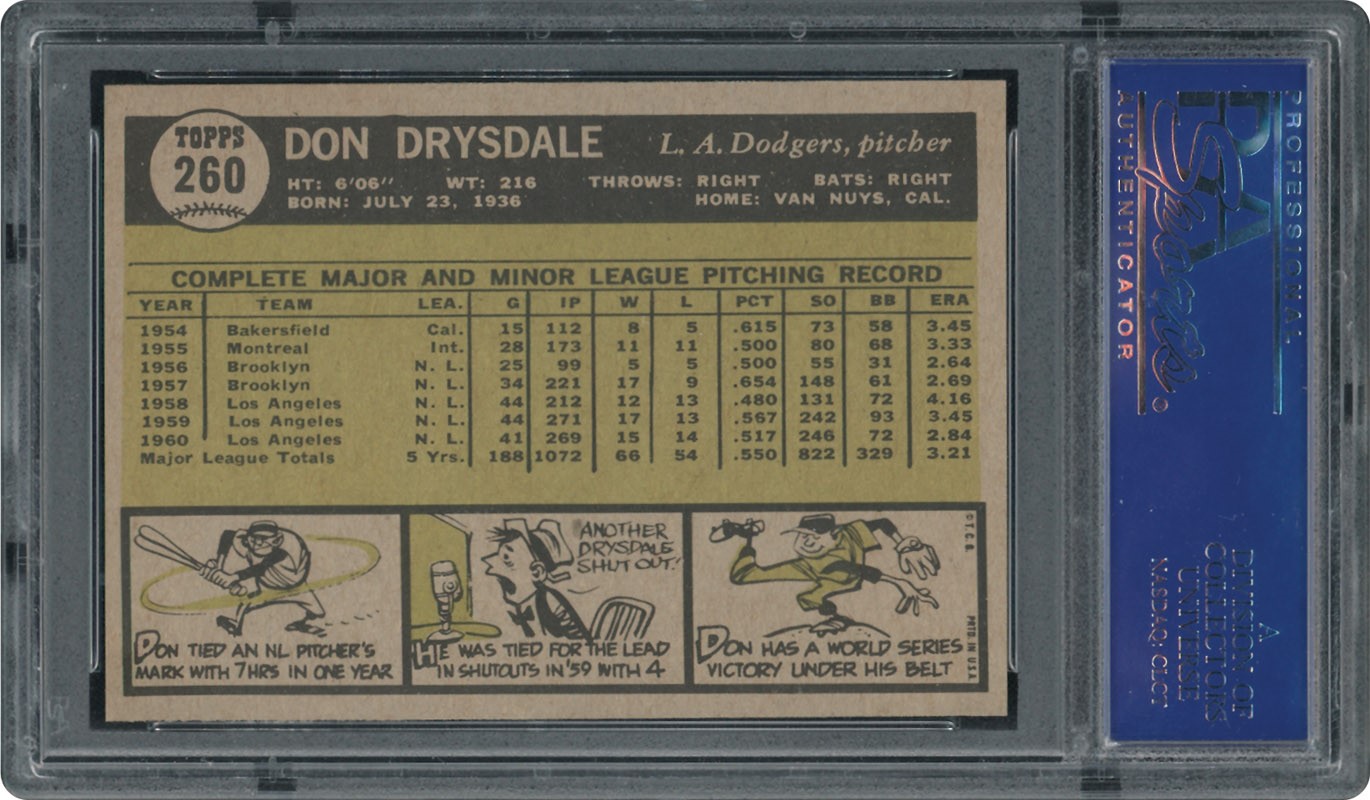 TOPPS
260
DON DRYSDALE L. A. Dodgers, pitcher
HT: 6'06" WT: 216 THROWS: RIGHT BATS: RIGHT
BORN: JULY 23, 1936 HOME: VAN NUYS, CAL.
COMPLETE MAJOR AND MINOR LEAGUE PITCHING RECORD
YEAR TEAM LEA. G IP W L PCT SO BB ERA
1954 Bakersfield Cal. 15 112 8 5 .615 73 58 3.45
1955 Montreal Int. 28 173 11 11 .500 80 68 3.33
1956 Brooklyn N. L. 25 99 5 5 .500 55 31 2.64
1957 Brooklyn N. L. 34 221 17 9 .654 148 61 2.69
1958 Los Angeles N. L. 44 212 12 13 .480 131 72 4.16
1959 Los Angeles N. L. 44 271 17 13 .567 242 93 3.45
1960 Los Angeles N. L. 41 269 15 14 .517 246 72 2.84
Major League Totals 5 Yrs. 188 1072 66 54 .550 822 329 3.21
DON TIED AN NL PITCHER'S
MARK WITH 7 HRS IN ONE YEAR
ANOTHER
DRYSDALE
SHUT OUT!
HE WAS TIED FOR THE LEAD
IN SHUTOUTS IN '59 WITH 4
DON HAS A WORLD SERIES
VICTORY UNDER HIS BELT
© T. C. G.
PRTD. IN U.S.A.
PROFESSIONAL
PSA
Sports
AUTHENTICATOR
A
DIVISION OF
COLLECTORS
UNIVERSE
NASDAQ: CLCT